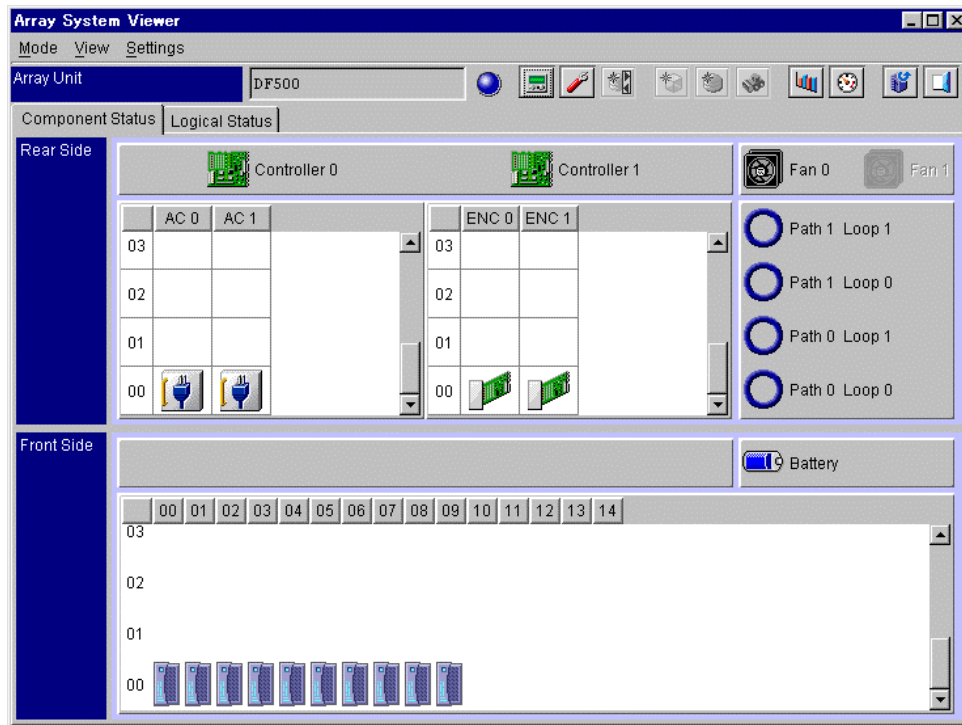 Array System Viewer
Mode View Settings
Array Unit DF500
Component Status Logical Status
Rear Side Controller 0 Controller 1 Fan 0 Fan 1
AC 0 AC 1 ENC 0 ENC 1
03 03 Path 1 Loop 1
02 02 Path 1 Loop 0
01 01 Path 0 Loop 1
00 00 Path 0 Loop 0
Front Side Battery
00 01 02 03 04 05 06 07 08 09 10 11 12 13 14
03
02
01
00